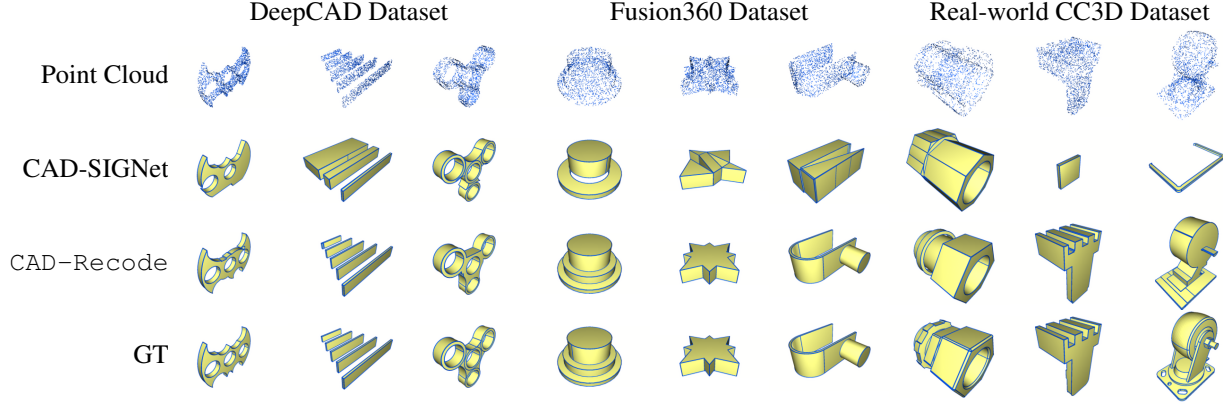 DeepCAD Dataset Fusion360 Dataset Real-world CC3D Dataset
Point Cloud
CAD-SIGNet
CAD-Recode
GT